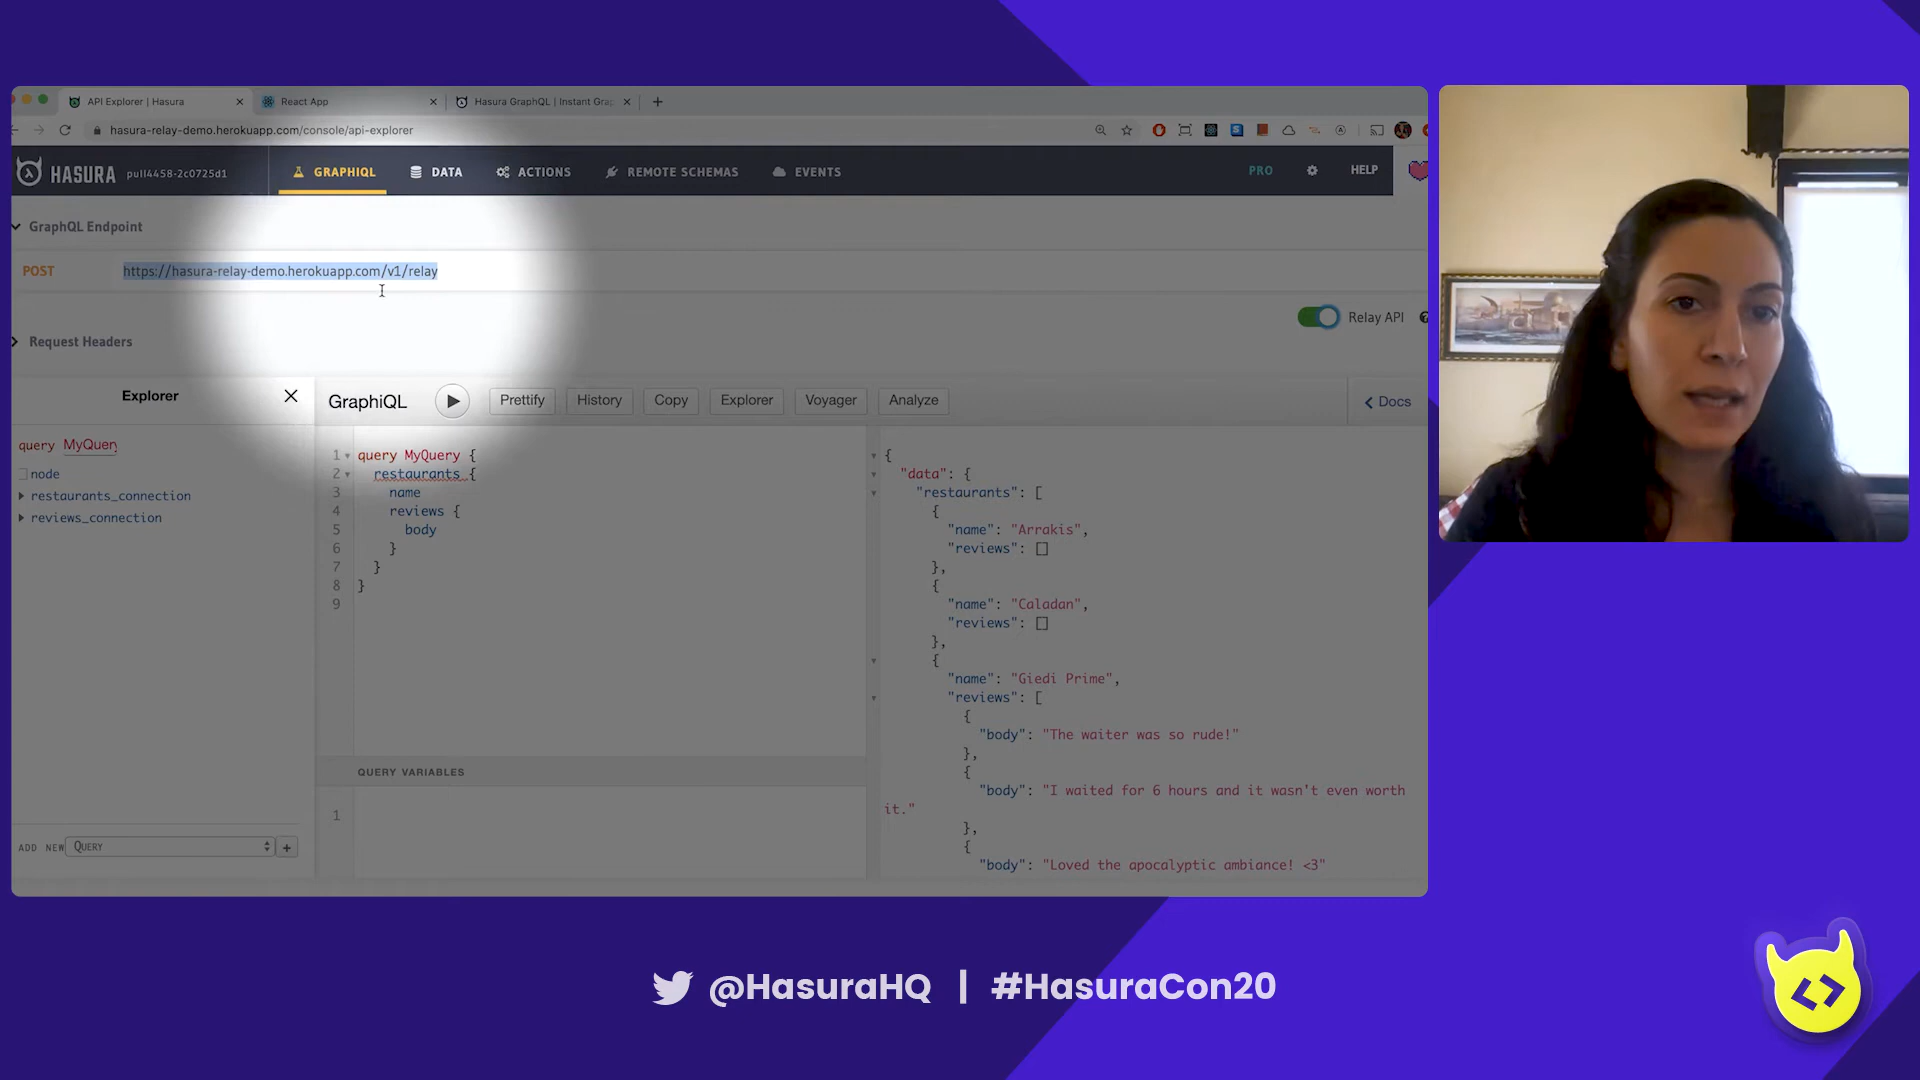 API Explorer | Hasura
React App
Hasura GraphQL | Instant Gra
hasura-relay-demo.herokuapp.com/console/api-explorer
HASURA pull4458-2c0725d1 GRAPHIQL DATA ACTIONS REMOTE SCHEMAS EVENTS PRO HELP
GraphQL Endpoint
POST https://hasura-relay-demo.herokuapp.com/v1/relay
Relay API
Request Headers
Explorer
query MyQuery
node
restaurants_connection
reviews_connection
ADD NEW QUERY +
GraphiQL Prettify History Copy Explorer Voyager Analyze Docs
1 query MyQuery {
2 restaurants {
3 name
4 reviews {
5 body
6 }
7 }
8 }
9
QUERY VARIABLES
1
{
"data": {
"restaurants": [
{
"name": "Arrakis",
"reviews": []
},
{
"name": "Caladan",
"reviews": []
},
{
"name": "Giedi Prime",
"reviews": [
{
"body": "The waiter was so rude!"
},
{
"body": "I waited for 6 hours and it wasn't even worth
it."
},
{
"body": "Loved the apocalyptic ambiance! <3"
@HasuraHQ | #HasuraCon20